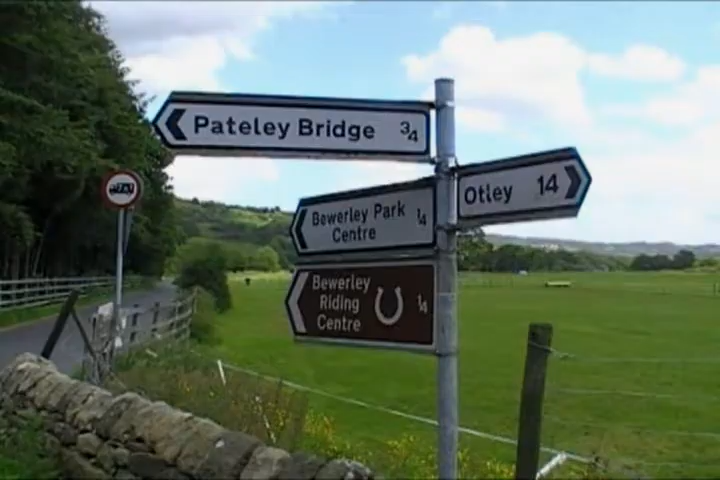 Pateley Bridge 3/4
Otley 14
Bewerley Park 1/4
Centre
Bewerley
Riding 1/4
Centre